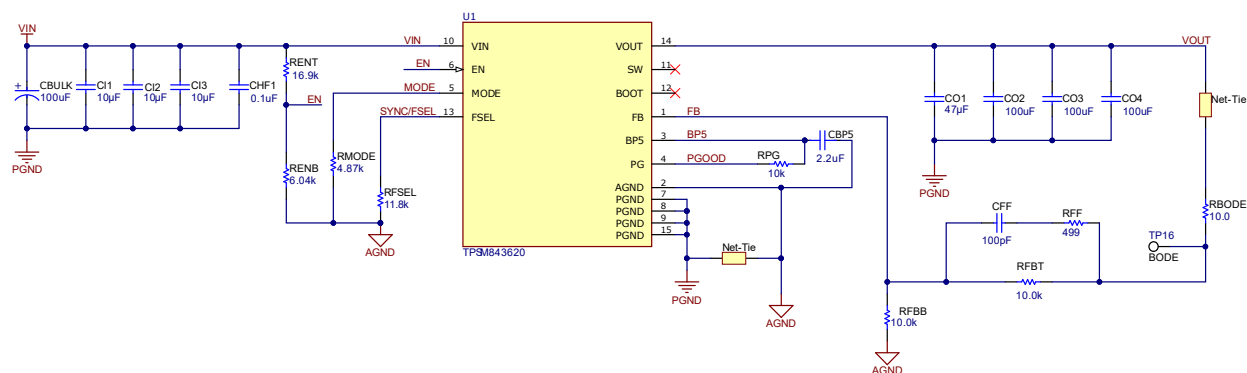 U1
VIN
VIN 10 VIN VOUT 14 VOUT
EN 6 EN SW 11
MODE 5 MODE BOOT 12
SYNC/FSEL 13 FSEL FB 1 FB
BP5 3 BP5
PG 4 PGOOD
AGND 2
PGND 7
PGND 8
PGND 9
PGND 15
TPSM843620
CBULK
100uF
CI1
10µF
CI2
10µF
CI3
10µF
CHF1
0.1uF
PGND
RENT
16.9k
EN
RENB
6.04k
RMODE
4.87k
RFSEL
11.8k
AGND
CBP5
2.2uF
RPG
10k
Net-Tie
PGND
AGND
CO1
47µF
CO2
100uF
CO3
100uF
CO4
100uF
PGND
Net-Tie
RBODE
10.0
TP16
BODE
CFF
100pF
RFF
499
RFBT
10.0k
RFBB
10.0k
AGND